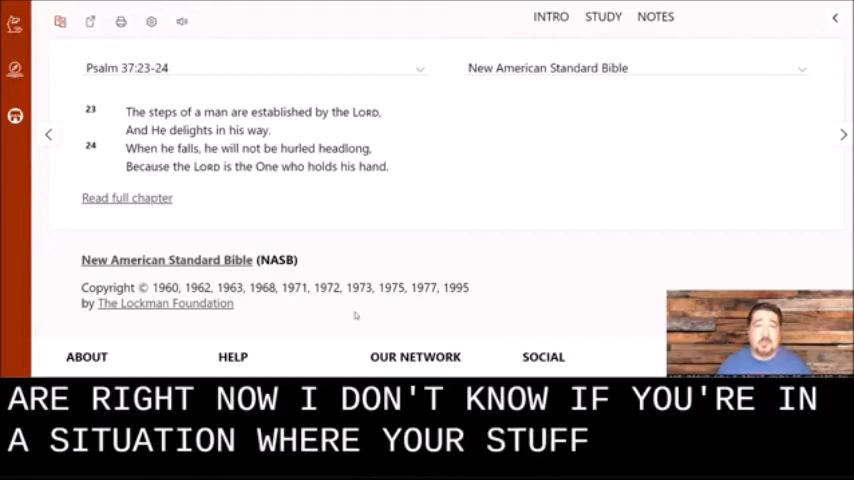 INTRO STUDY NOTES
Psalm 37:23-24
New American Standard Bible
23 The steps of a man are established by the LORD,
And He delights in his way.
24 When he falls, he will not be hurled headlong,
Because the LORD is the One who holds his hand.
Read full chapter
New American Standard Bible (NASB)
Copyright © 1960, 1962, 1963, 1968, 1971, 1972, 1973, 1975, 1977, 1995
by The Lockman Foundation
ABOUT HELP OUR NETWORK SOCIAL
ARE RIGHT NOW I DON'T KNOW IF YOU'RE IN
A SITUATION WHERE YOUR STUFF